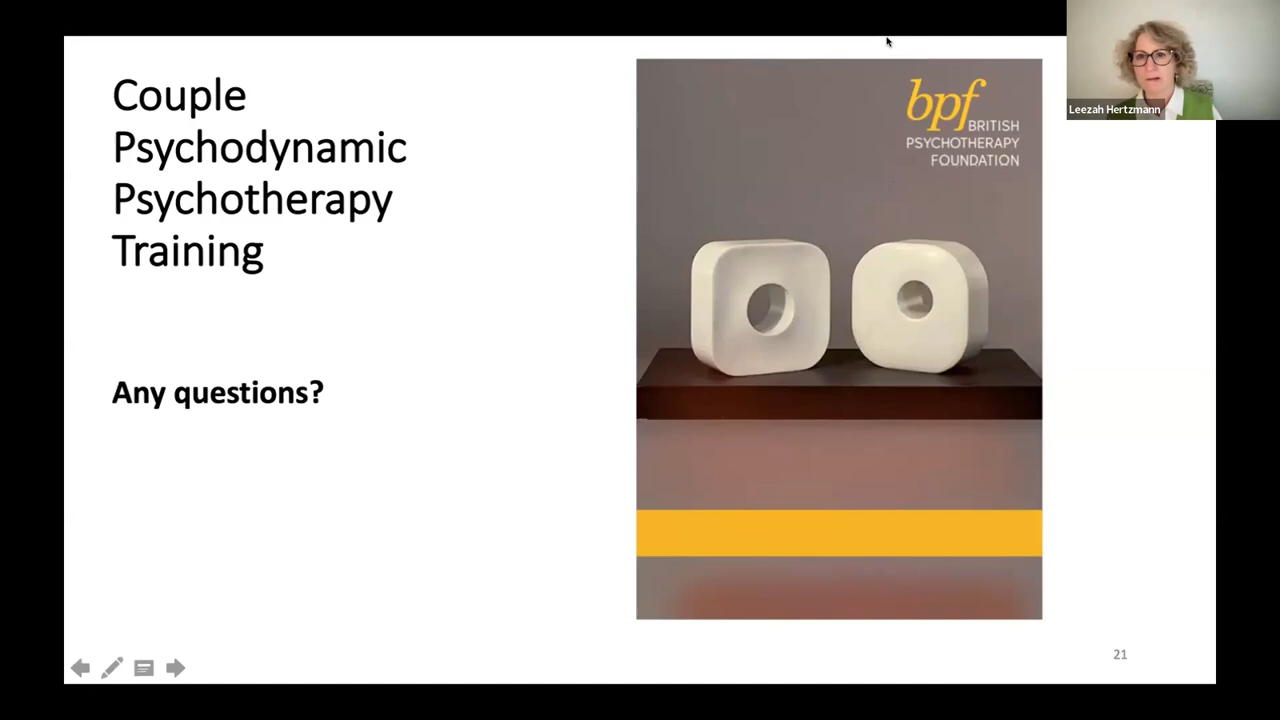 Couple
Psychodynamic
Psychotherapy
Training
Any questions?
bpf
BRITISH
PSYCHOTHERAPY
FOUNDATION
Leezah Hertzmann
21